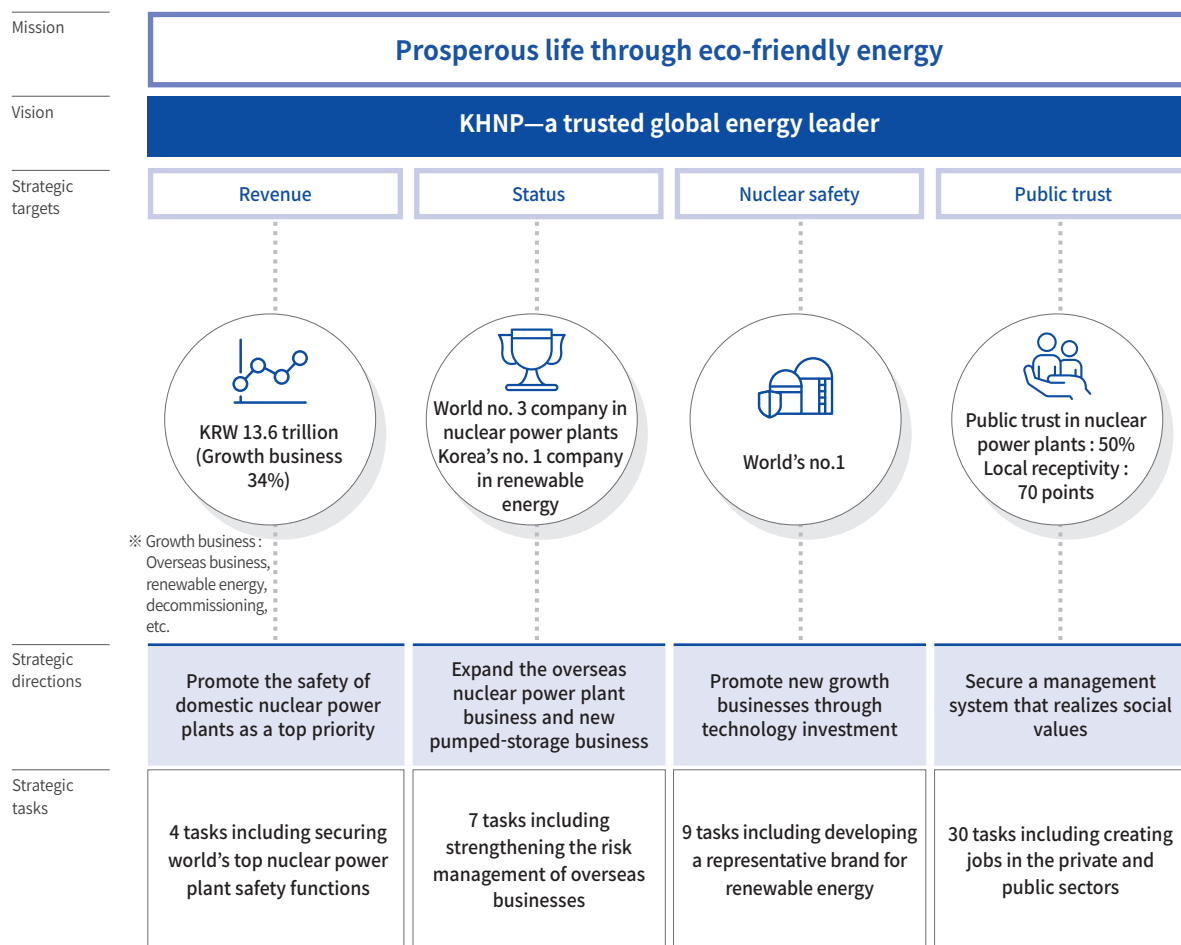 Mission
Prosperous life through eco-friendly energy
Vision
KHNP—a trusted global energy leader
Strategic
targets
Revenue
Status
Nuclear safety
Public trust
KRW 13.6 trillion
(Growth business
34%)
World no. 3 company in
nuclear power plants
Korea's no. 1 company
in renewable
energy
World's no.1
Public trust in nuclear
power plants : 50%
Local receptivity :
70 points
※ Growth business :
Overseas business,
renewable energy,
decommissioning,
etc.
Strategic
directions
Promote the safety of
domestic nuclear power
plants as a top priority
Expand the overseas
nuclear power plant
business and new
pumped-storage business
Promote new growth
businesses through
technology investment
Secure a management
system that realizes social
values
Strategic
tasks
4 tasks including securing
world's top nuclear power
plant safety functions
7 tasks including
strengthening the risk
management of overseas
businesses
9 tasks including developing
a representative brand for
renewable energy
30 tasks including creating
jobs in the private and
public sectors